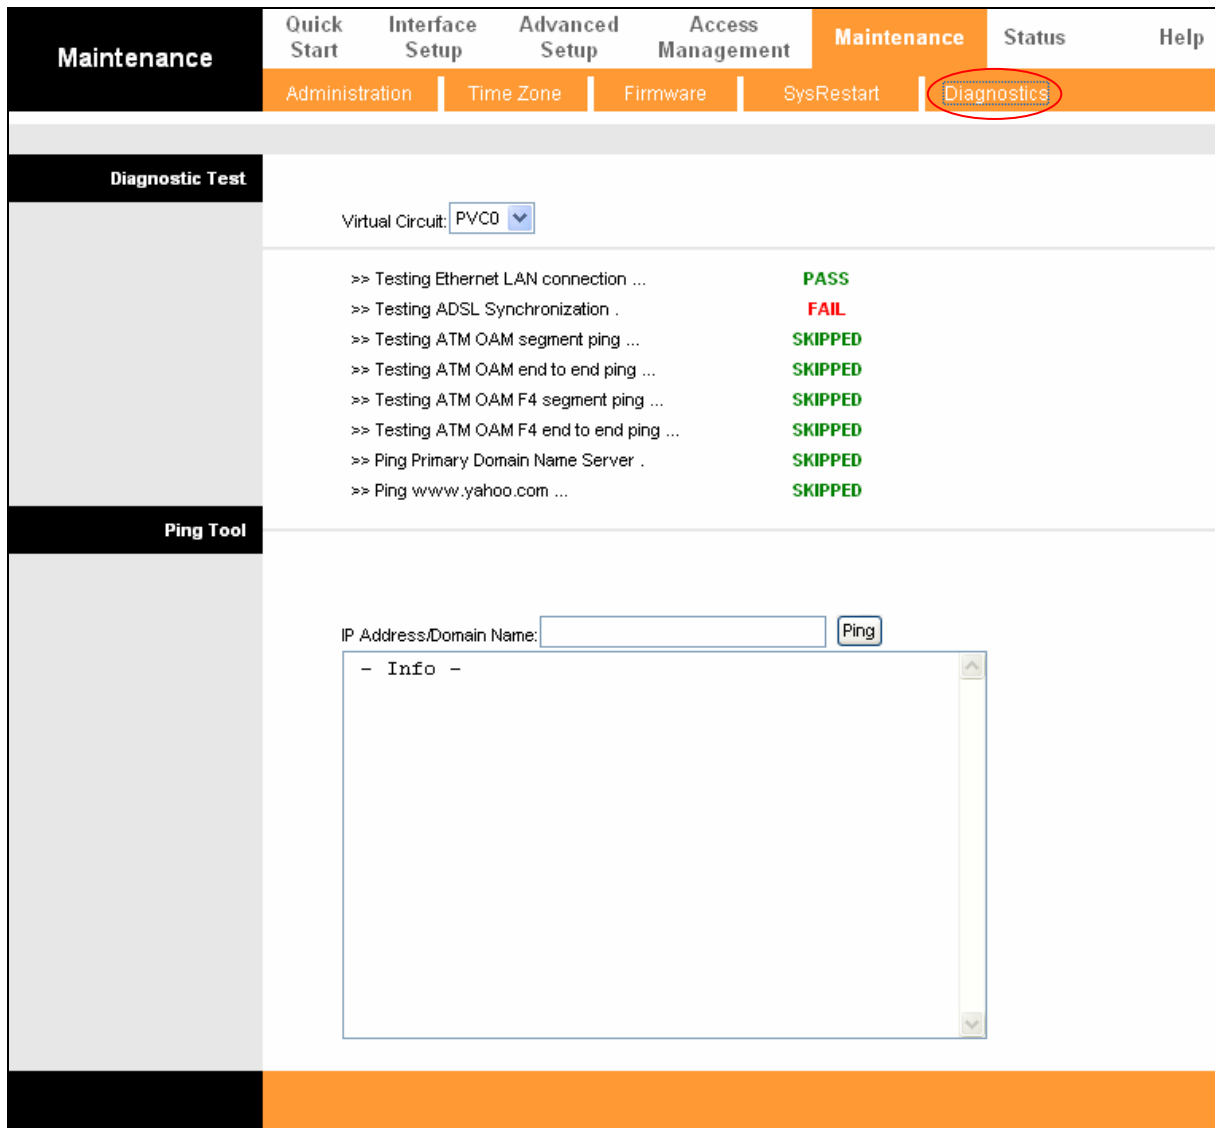 Maintenance
Quick Start
Interface Setup
Advanced Setup
Access Management
Maintenance
Status
Help
Administration
Time Zone
Firmware
SysRestart
Diagnostics
Diagnostic Test
Virtual Circuit: PVC0
>> Testing Ethernet LAN connection ... PASS
>> Testing ADSL Synchronization . FAIL
>> Testing ATM OAM segment ping ... SKIPPED
>> Testing ATM OAM end to end ping ... SKIPPED
>> Testing ATM OAM F4 segment ping ... SKIPPED
>> Testing ATM OAM F4 end to end ping ... SKIPPED
>> Ping Primary Domain Name Server . SKIPPED
>> Ping www.yahoo.com ... SKIPPED
Ping Tool
IP Address/Domain Name: Ping
- Info -